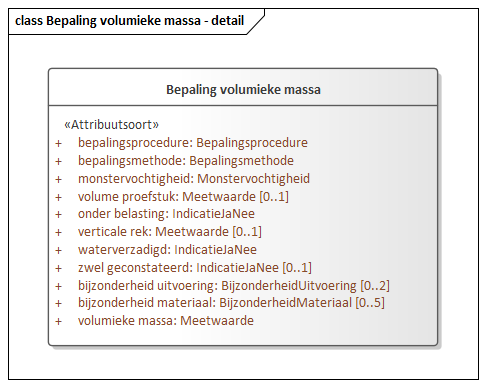 class Bepaling volumieke massa - detail
Bepaling volumieke massa
«Attribuutsoort»
+ bepalingsprocedure: Bepalingsprocedure
+ bepalingsmethode: Bepalingsmethode
+ monstervochtigheid: Monstervochtigheid
+ volume proefstuk: Meetwaarde [0..1]
+ onder belasting: IndicatieJaNee
+ verticale rek: Meetwaarde [0..1]
+ waterverzadigd: IndicatieJaNee
+ zwel geconstateerd: IndicatieJaNee [0..1]
+ bijzonderheid uitvoering: BijzonderheidUitvoering [0..2]
+ bijzonderheid materiaal: BijzonderheidMateriaal [0..5]
+ volumieke massa: Meetwaarde